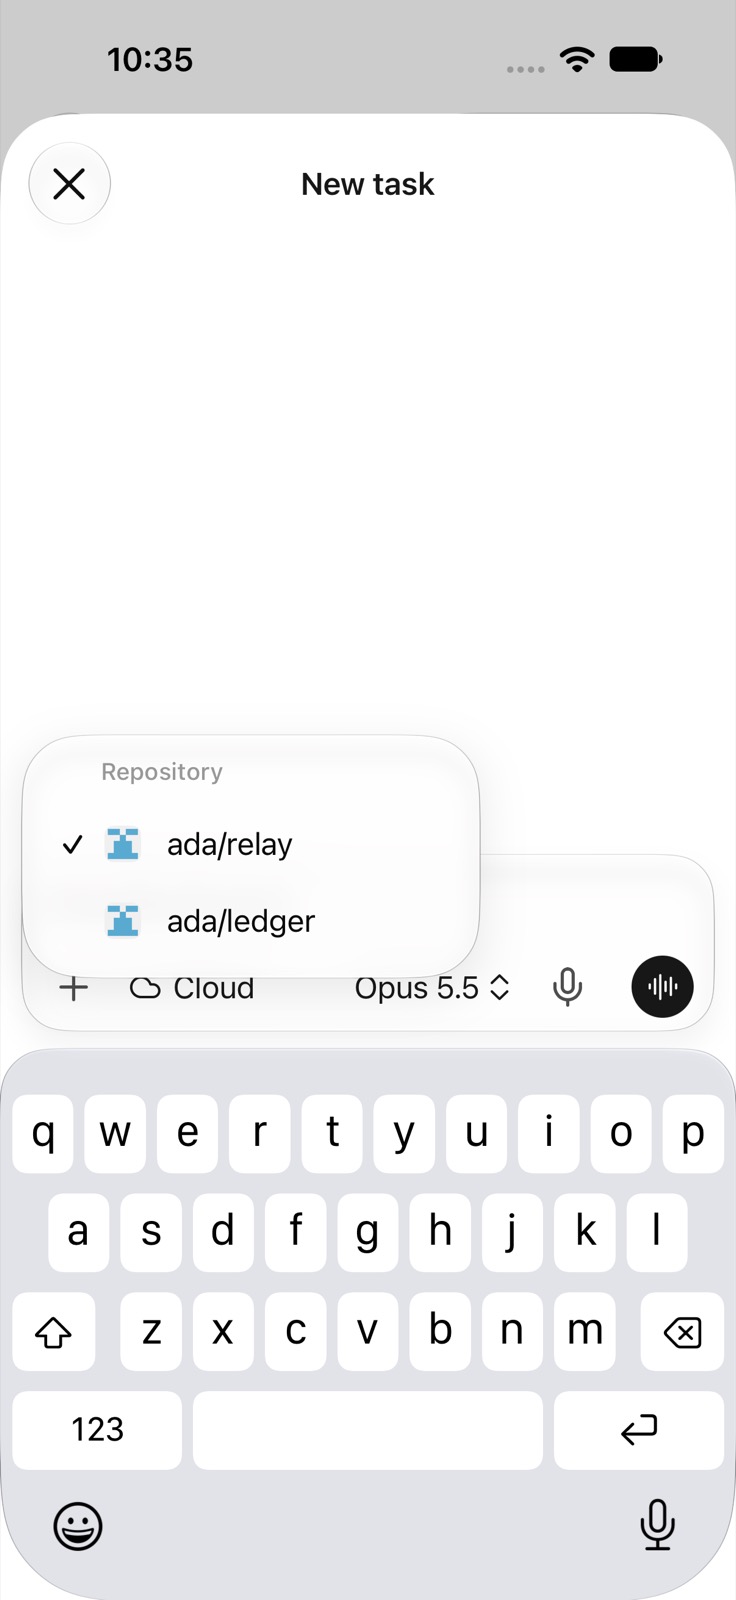 10:35
New task
Repository
ada/relay
ada/ledger
Cloud
Opus 5.5
q w e r t y u i o p
a s d f g h j k l
z x c v b n m
123